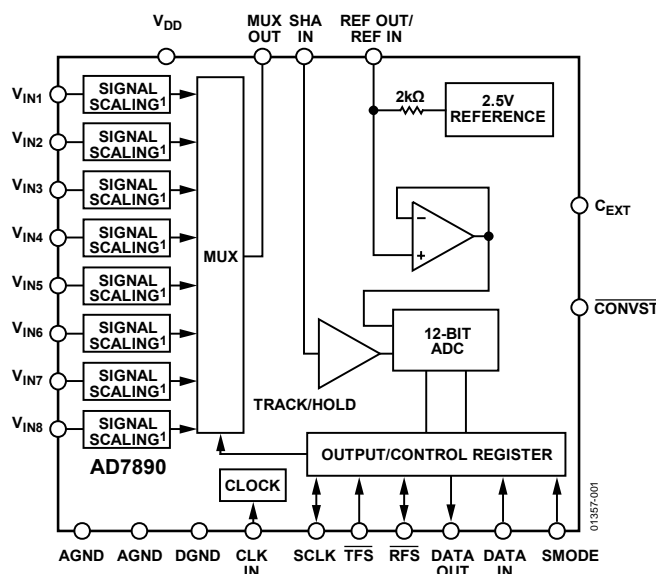 V_DD
MUX OUT
SHA IN
REF OUT/ REF IN
V_IN1
SIGNAL SCALING¹
V_IN2
SIGNAL SCALING¹
V_IN3
SIGNAL SCALING¹
V_IN4
SIGNAL SCALING¹
V_IN5
SIGNAL SCALING¹
V_IN6
SIGNAL SCALING¹
V_IN7
SIGNAL SCALING¹
V_IN8
SIGNAL SCALING¹
MUX
2kΩ
2.5V REFERENCE
−
+
C_EXT
CONVST
12-BIT ADC
TRACK/HOLD
OUTPUT/CONTROL REGISTER
AD7890
CLOCK
AGND
AGND
DGND
CLK IN
SCLK
TFS
RFS
DATA OUT
DATA IN
SMODE
01357-001